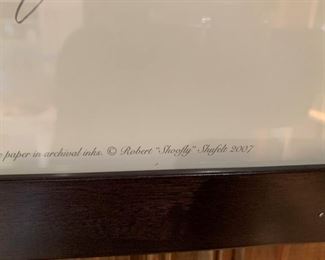 paper in archival inks. © Robert "Shoofly" Shufelt 2007